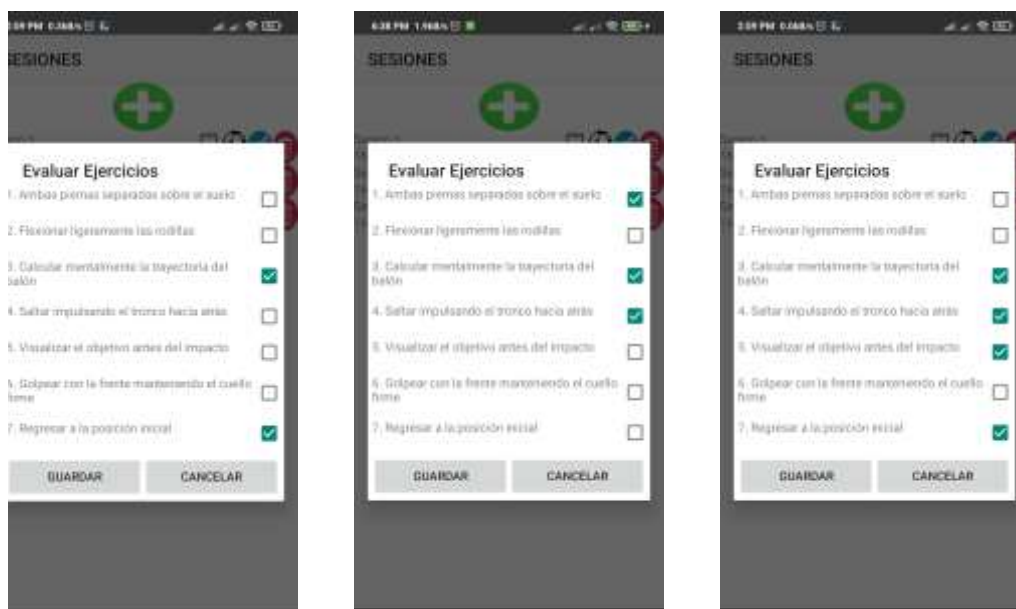 3:59 PM 0.0KB/s
SESIONES
Evaluar Ejercicios
1. Ambas piernas separadas sobre el suelo
2. Flexionar ligeramente las rodillas
3. Calcular mentalmente la trayectoria del
balón
4. Saltar impulsando el tronco hacia atrás
5. Visualizar el objetivo antes del impacto
6. Golpear con la frente manteniendo el cuello
firme
7. Regresar a la posición inicial
GUARDAR CANCELAR
6:38 PM
SESIONES
Evaluar Ejercicios
1. Ambas piernas separadas sobre el suelo
2. Flexionar ligeramente las rodillas
3. Calcular mentalmente la trayectoria del
balón
4. Saltar impulsando el tronco hacia atrás
5. Visualizar el objetivo antes del impacto
6. Golpear con la frente manteniendo el cuello
firme
7. Regresar a la posición inicial
GUARDAR CANCELAR
SESIONES
Evaluar Ejercicios
1. Ambas piernas separadas sobre el suelo
2. Flexionar ligeramente las rodillas
3. Calcular mentalmente la trayectoria del
balón
4. Saltar impulsando el tronco hacia atrás
5. Visualizar el objetivo antes del impacto
6. Golpear con la frente manteniendo el cuello
firme
7. Regresar a la posición inicial
GUARDAR CANCELAR